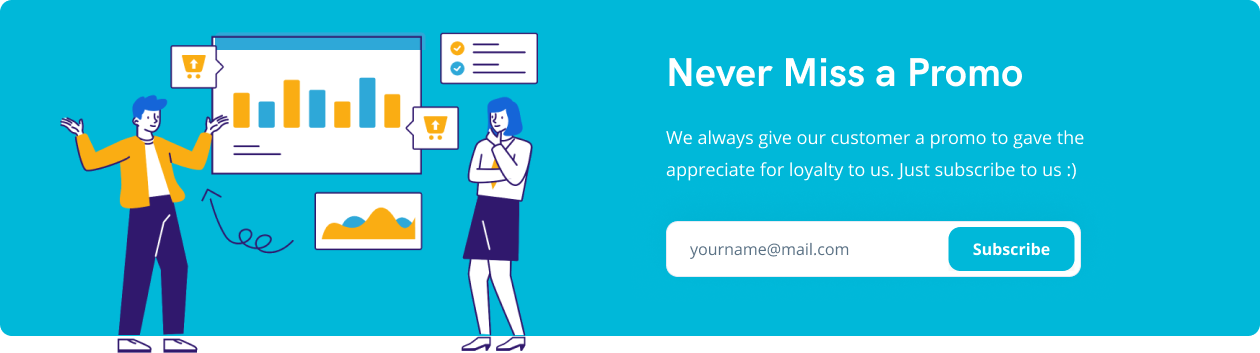 Never Miss a Promo
We always give our customer a promo to gave the
appreciate for loyalty to us. Just subscribe to us :)
yourname@mail.com
Subscribe